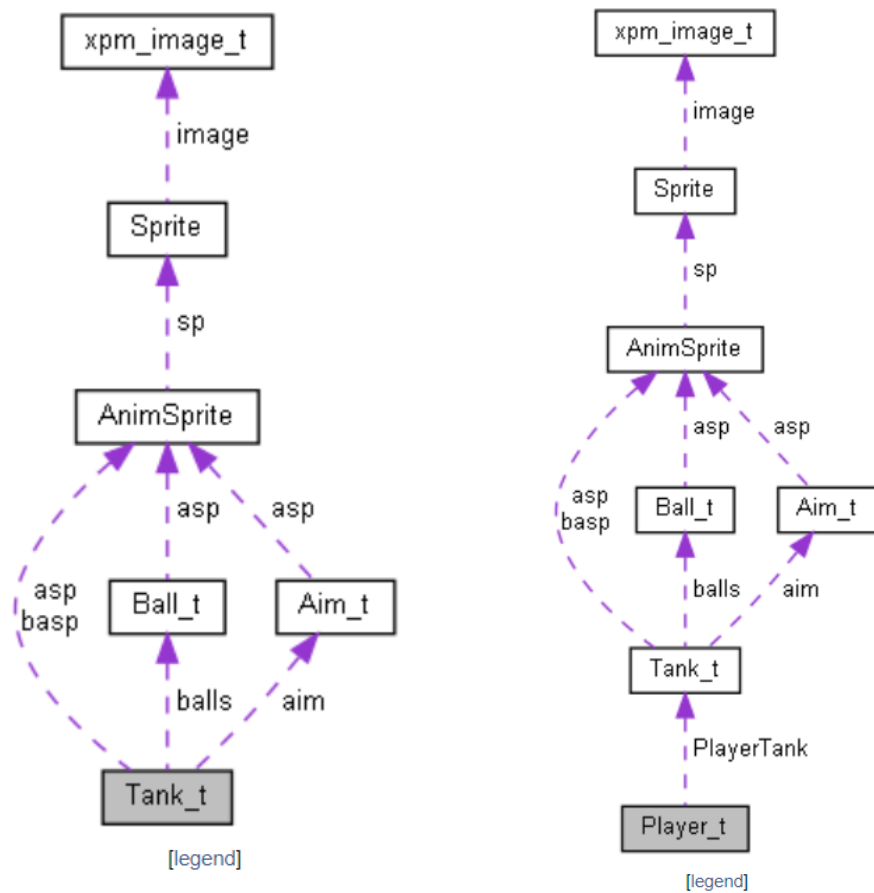 xpm_image_t
image
Sprite
sp
AnimSprite
asp
asp
asp
basp
Ball_t
Aim_t
balls
aim
Tank_t
[legend]
xpm_image_t
image
Sprite
sp
AnimSprite
asp
asp
asp
basp
Ball_t
Aim_t
balls
aim
Tank_t
PlayerTank
Player_t
[legend]